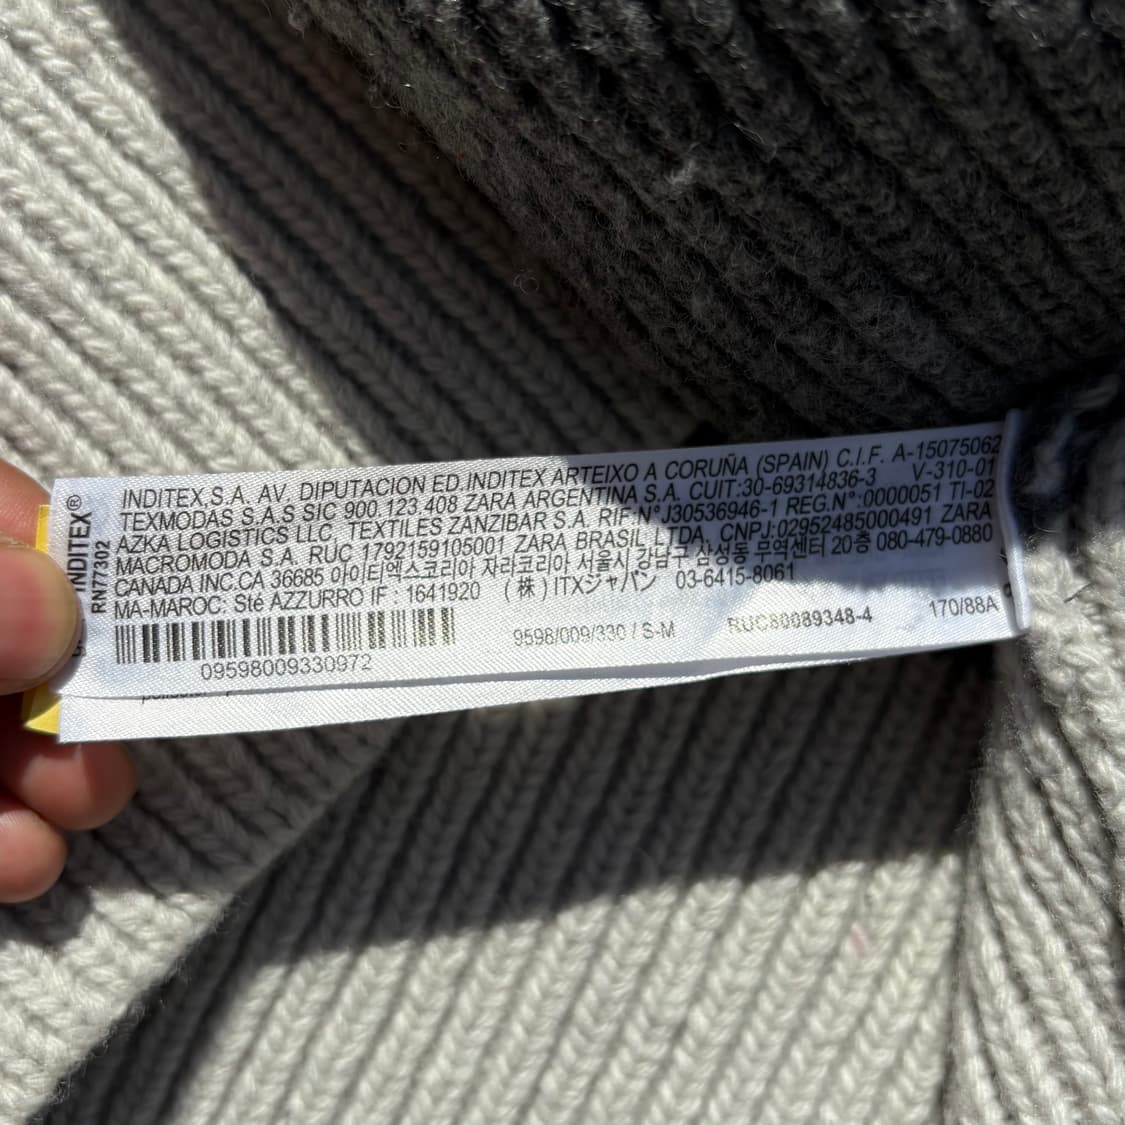 INDITEX®
RN77302
INDITEX,S.A. AV. DIPUTACION ED.INDITEX ARTEIXO A CORUÑA (SPAIN) C.I.F. A-15075062
TEXMODAS S.A.S SIC 900.123.408 ZARA ARGENTINA S.A. CUIT:30-69314836-3 V-310-01
AZKA LOGISTICS LLC, TEXTILES ZANZIBAR S.A. RIF N°J30536946-1 REG.N°:0000051 TI-02
MACROMODA S.A. RUC 1792159105001 ZARA BRASIL LTDA, CNPJ:02952485000491 ZARA
CANADA INC.CA 36685 아이티엑스코리아 자라코리아 서울시 강남구 삼성동 무역센터 20층 080-479-0880
MA-MAROC: Sté AZZURRO IF : 1641920 (株) ITXジャパン 03-6415-8061
9598/009/330 / S-M RUC80089348-4 170/88A
09598009330972